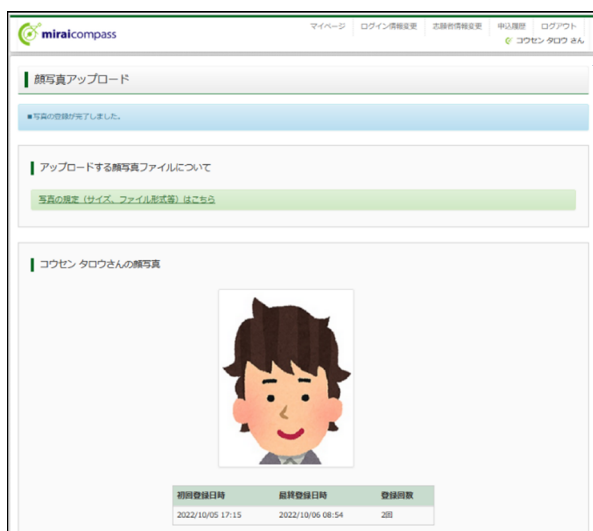 miraicompass
マイページ ログイン情報変更 志願者情報変更 申込履歴 ログアウト
コウセン タロウ さん
顔写真アップロード
■写真の登録が完了しました。
アップロードする顔写真ファイルについて
写真の規定（サイズ、ファイル形式等）はこちら
コウセン タロウさんの顔写真
初回登録日時 最終登録日時 登録回数
2022/10/05 17:15 2022/10/06 08:54 2回